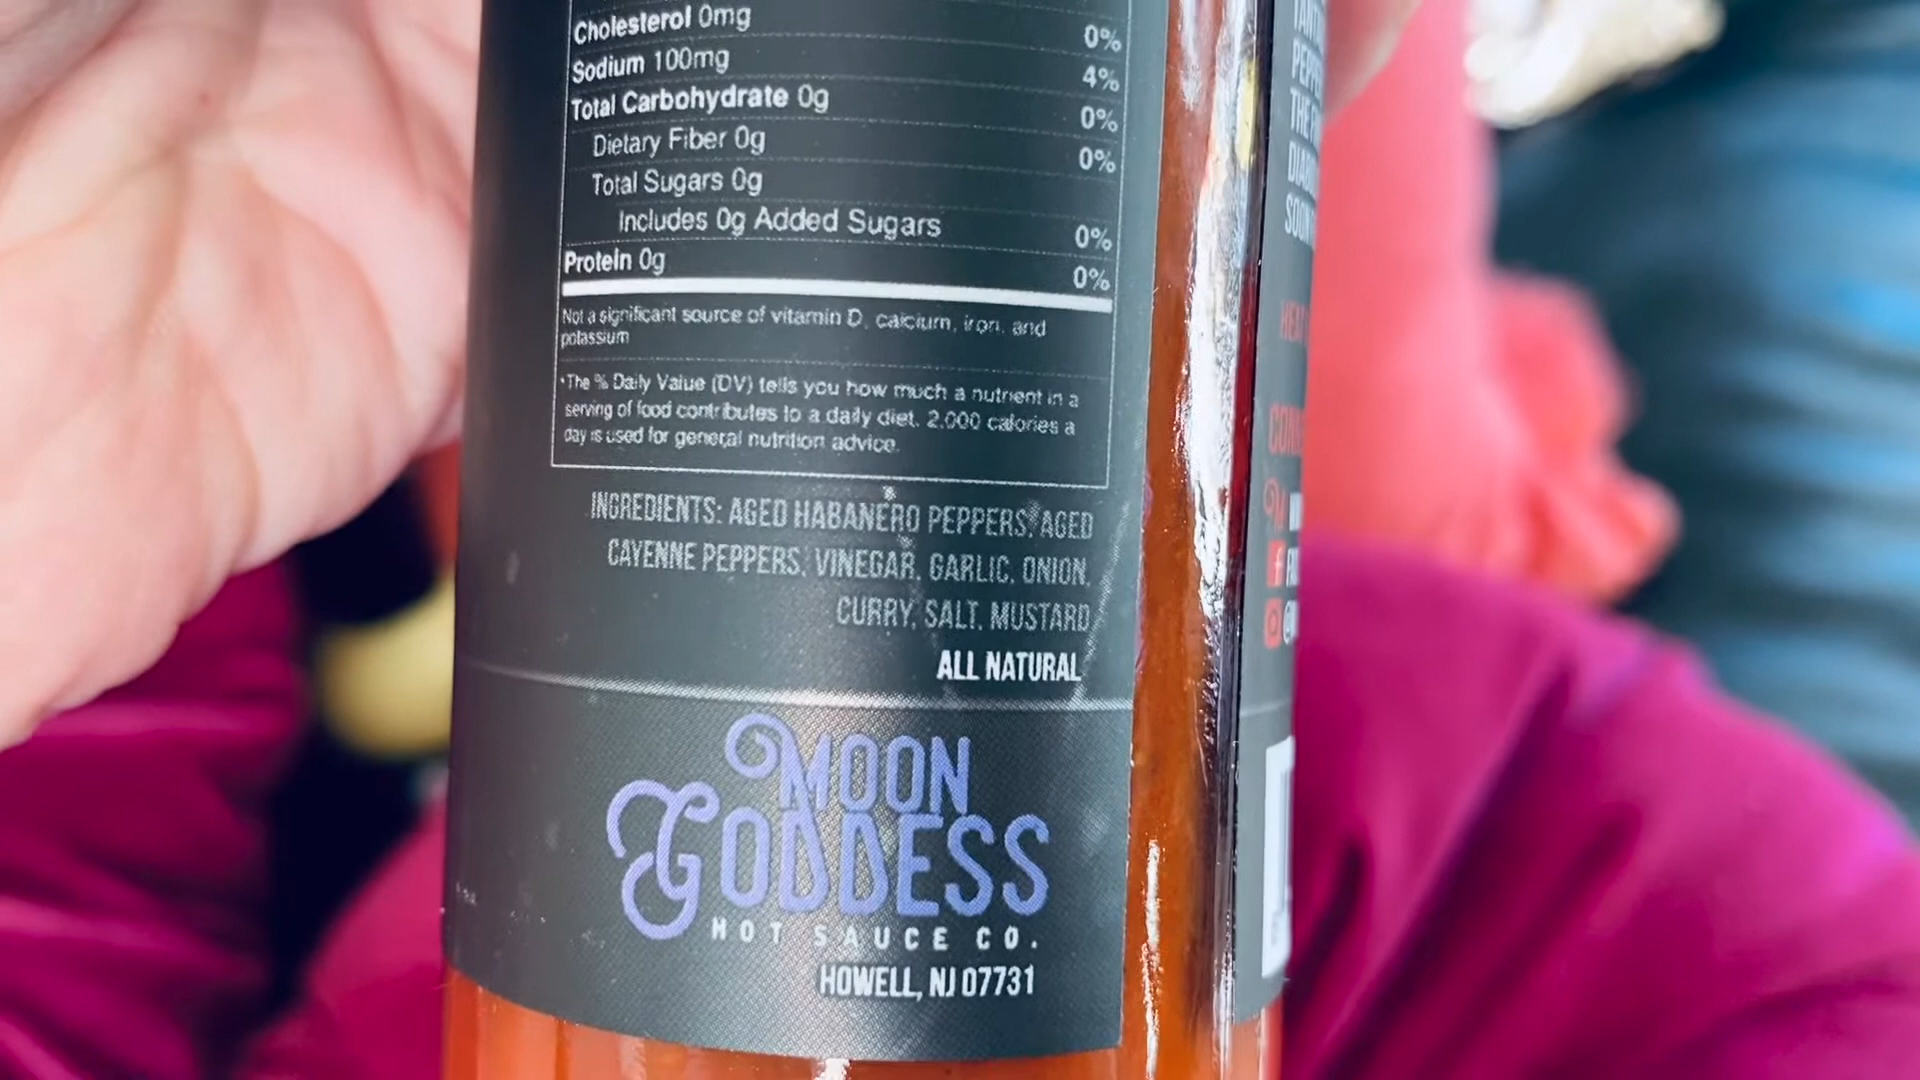 Cholesterol 0mg 0%
Sodium 100mg 4%
Total Carbohydrate 0g 0%
Dietary Fiber 0g 0%
Total Sugars 0g
Includes 0g Added Sugars 0%
Protein 0g 0%
Not a significant source of vitamin D, calcium, iron, and
potassium
*The % Daily Value (DV) tells you how much a nutrient in a
serving of food contributes to a daily diet. 2,000 calories a
day is used for general nutrition advice.
INGREDIENTS: AGED HABANERO PEPPERS, AGED
CAYENNE PEPPERS, VINEGAR, GARLIC, ONION,
CURRY, SALT, MUSTARD
ALL NATURAL
MOON
GODDESS
HOT SAUCE CO.
HOWELL, NJ 07731